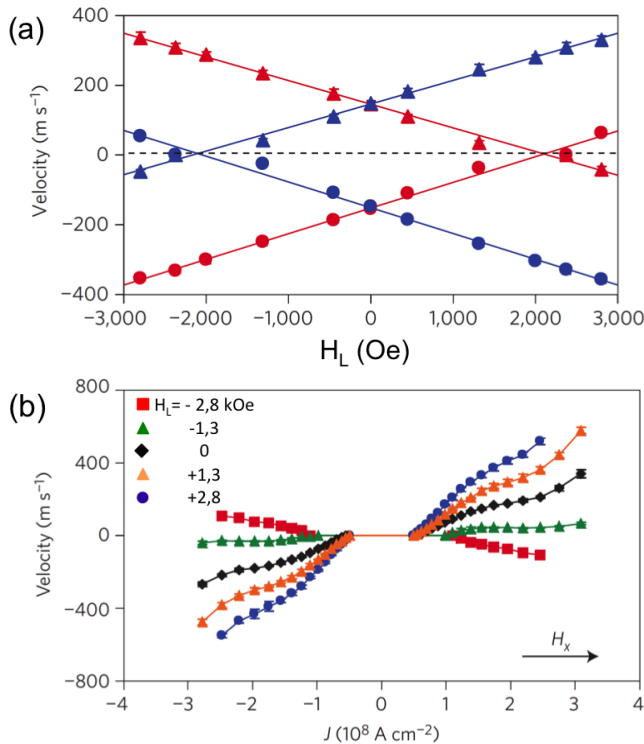 (a)
400
200
0
−200
−400
Velocity (m s⁻¹)
−3,000 −2,000 −1,000 0 1,000 2,000 3,000
H_L (Oe)
(b)
800
400
0
−400
−800
Velocity (m s⁻¹)
H_L= - 2,8 kOe
-1,3
0
+1,3
+2,8
H_x
−4 −3 −2 −1 0 1 2 3 4
J (10⁸ A cm⁻²)